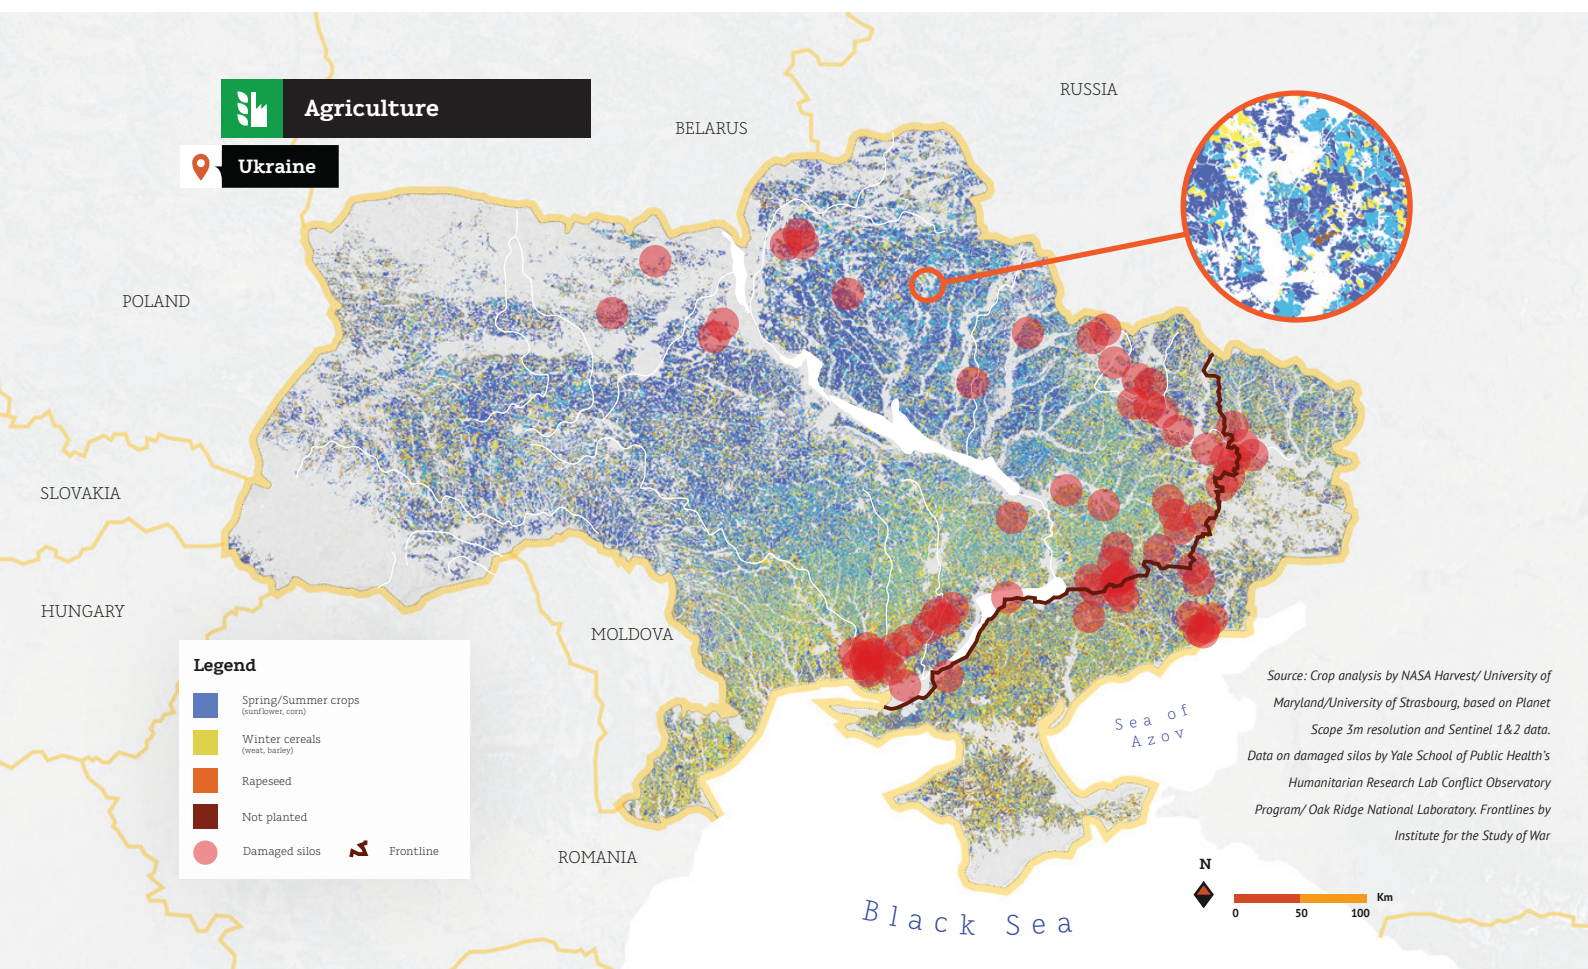 Agriculture
Ukraine
RUSSIA
BELARUS
POLAND
SLOVAKIA
HUNGARY
MOLDOVA
ROMANIA
Legend
Spring/Summer crops
(sunflower, corn)
Winter cereals
(weat, barley)
Rapeseed
Not planted
Damaged silos
Frontline
Sea of
Azov
Black Sea
Source: Crop analysis by NASA Harvest/ University of
Maryland/University of Strasbourg, based on Planet
Scope 3m resolution and Sentinel 1&2 data.
Data on damaged silos by Yale School of Public Health’s
Humanitarian Research Lab Conflict Observatory
Program/ Oak Ridge National Laboratory. Frontlines by
Institute for the Study of War
N
Km
0 50 100